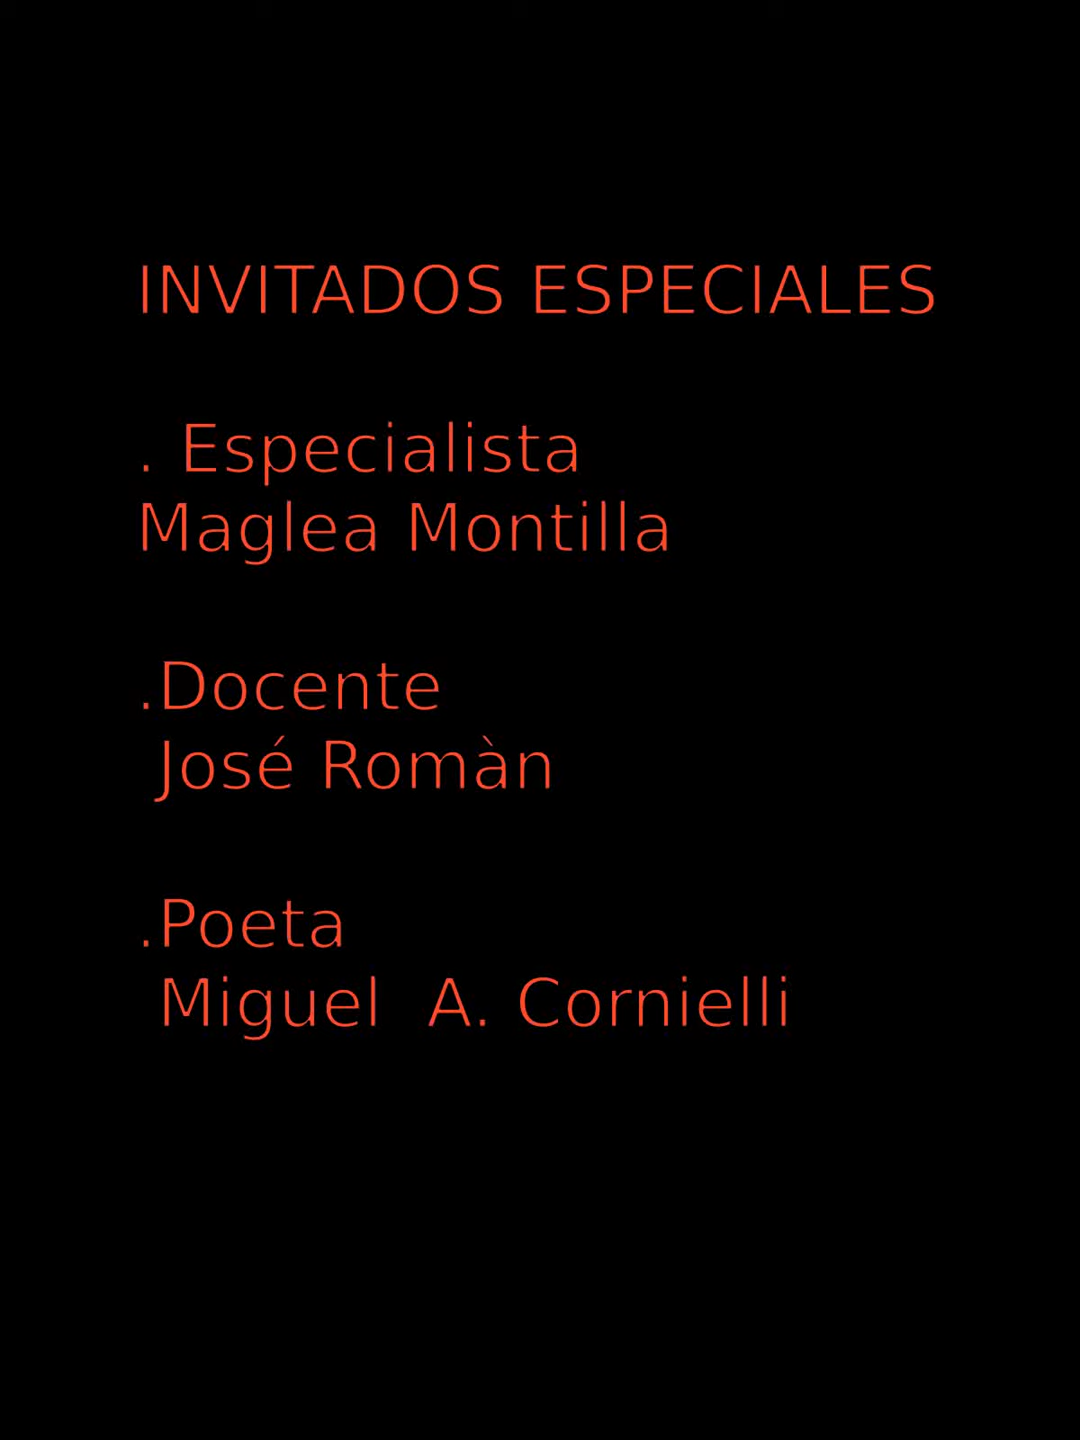 INVITADOS ESPECIALES
. Especialista
Maglea Montilla
.Docente
José Romàn
.Poeta
Miguel  A. Cornielli